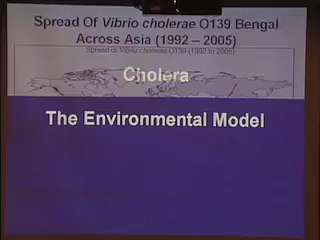 Spread Of Vibrio cholerae O139 Bengal
Across Asia (1992 – 2005)
Spread of Vibrio cholerae O139 (1992 to 2005)
Cholera
The Environmental Model